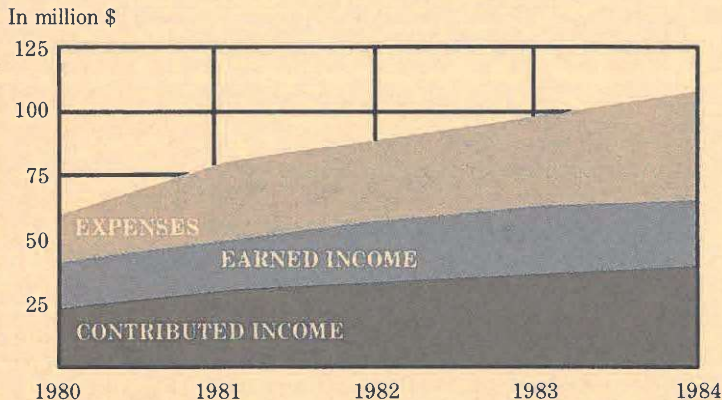 In million $
125
100
75
50
25
EXPENSES
EARNED INCOME
CONTRIBUTED INCOME
1980 1981 1982 1983 1984